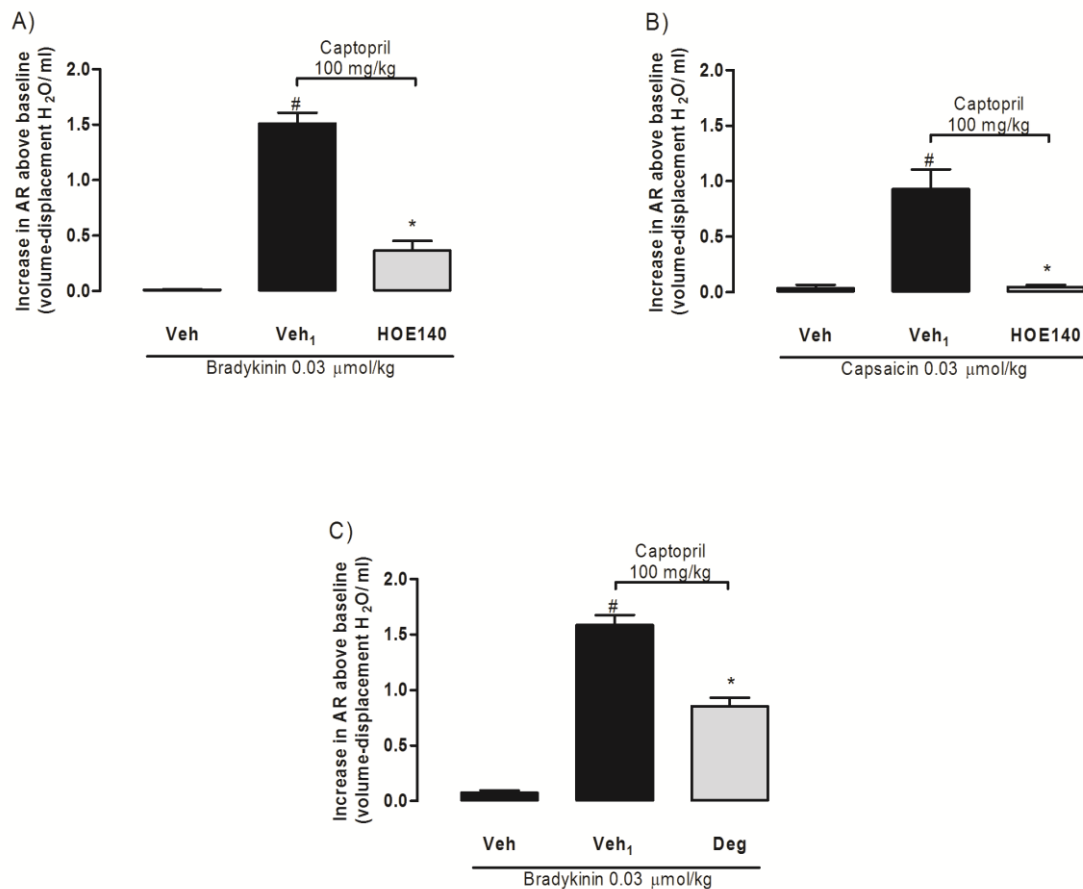 A)
Captopril
100 mg/kg
Increase in AR above baseline
(volume-displacement H₂O/ml)
2.0
1.5
1.0
0.5
0.0
#
*
Veh
Veh₁
HOE140
Bradykinin 0.03 μmol/kg
B)
Captopril
100 mg/kg
Increase in AR above baseline
(volume-displacement H₂O/ml)
2.0
1.5
1.0
0.5
0.0
#
*
Veh
Veh₁
HOE140
Capsaicin 0.03 μmol/kg
C)
Captopril
100 mg/kg
Increase in AR above baseline
(volume-displacement H₂O/ml)
2.0
1.5
1.0
0.5
0.0
#
*
Veh
Veh₁
Deg
Bradykinin 0.03 μmol/kg